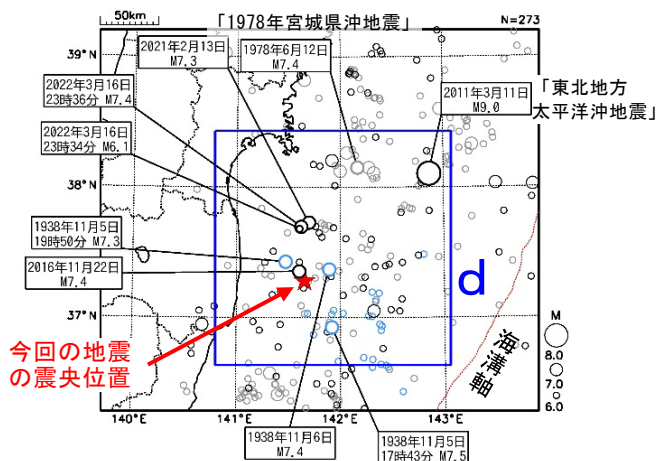 50km
「1978年宮城県沖地震」
N=273
39°N
2021年2月13日
M7.3
1978年6月12日
M7.4
2022年3月16日
23時36分 M7.4
2011年3月11日
M9.0
「東北地方
太平洋沖地震」
2022年3月16日
23時34分 M6.1
38°N
1938年11月5日
19時50分 M7.3
2016年11月22日
M7.4
d
37°N
今回の地震
の震央位置
海溝軸
M
8.0
7.0
6.0
140°E
141°E
142°E
143°E
1938年11月6日
M7.4
1938年11月5日
17時43分 M7.5